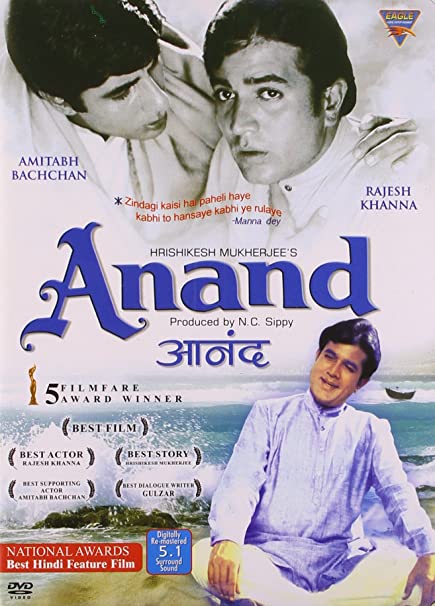 EAGLE
AMITABH
BACHCHAN
RAJESH
KHANNA
* Zindagi kaisi hai paheli haye
kabhi to hansaye kabhi ye rulaye
-Manna dey
HRISHIKESH MUKHERJEE'S
Anand
Produced by N.C. Sippy
आनंद
5 FILMFARE
AWARD WINNER
BEST FILM
BEST ACTOR
RAJESH KHANNA
BEST STORY
HRISHIKESH MUKHERJEE
BEST SUPPORTING
ACTOR
AMITABH BACHCHAN
BEST DIALOGUE WRITER
GULZAR
NATIONAL AWARDS
Best Hindi Feature Film
Digitally
Re-mastered
5.1
Surround
Sound
DVD
VIDEO